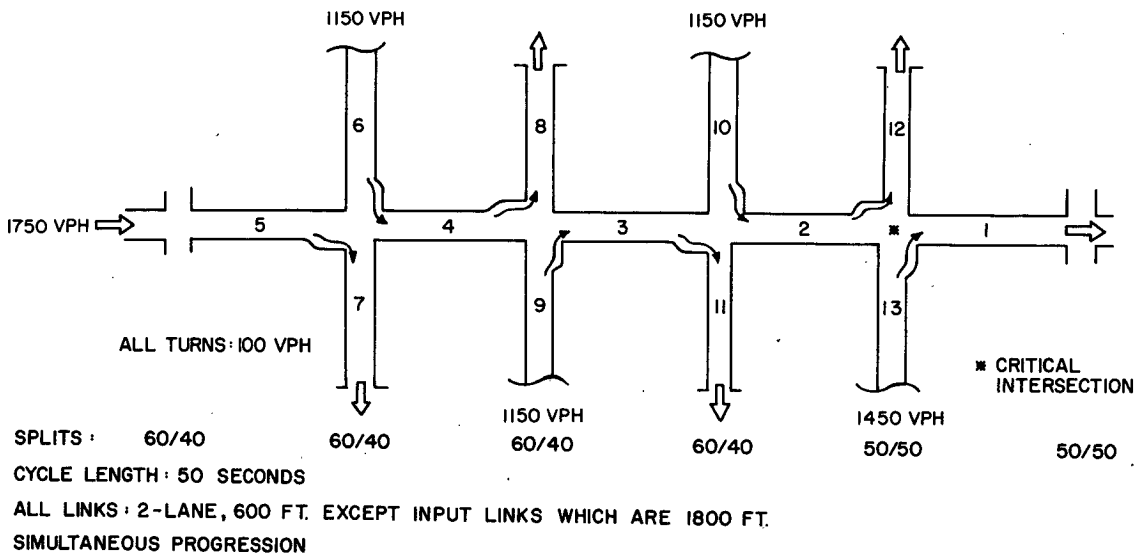 1150 VPH
1150 VPH
6
8
10
12
1750 VPH
5
4
3
2
*
1
7
9
11
13
ALL TURNS: 100 VPH
* CRITICAL
INTERSECTION
1150 VPH
1450 VPH
SPLITS: 60/40 60/40 60/40 60/40 50/50 50/50
CYCLE LENGTH: 50 SECONDS
ALL LINKS: 2-LANE, 600 FT. EXCEPT INPUT LINKS WHICH ARE 1800 FT.
SIMULTANEOUS PROGRESSION